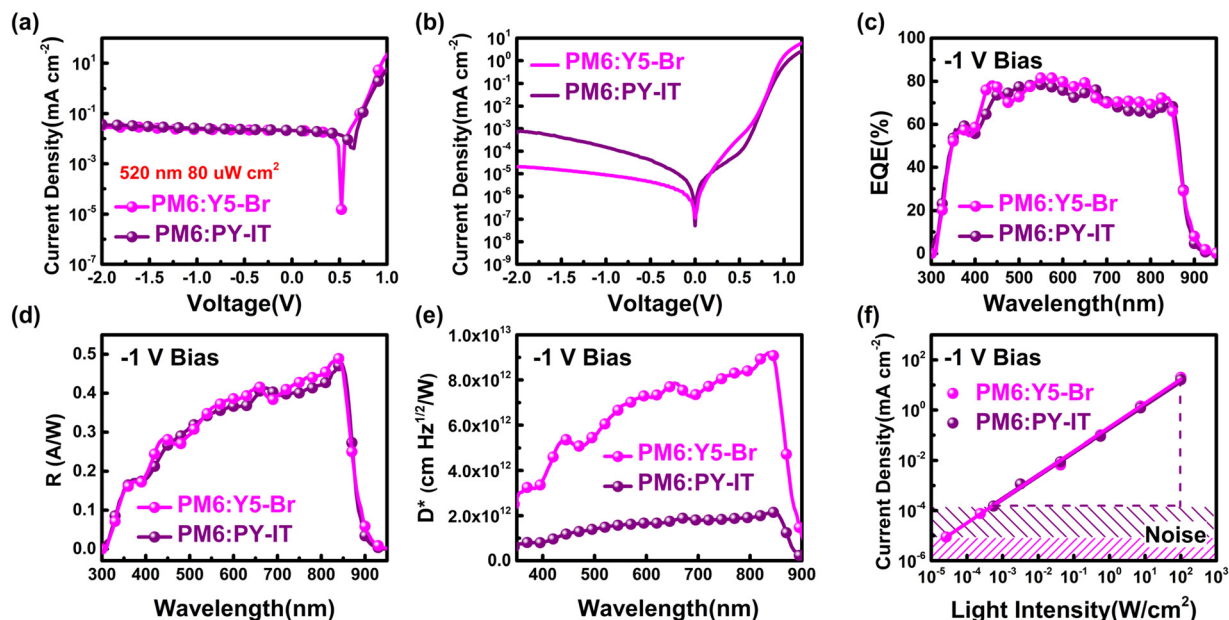 (a)
Current Density(mA cm⁻²)
10¹
10⁻¹
10⁻³
10⁻⁵
10⁻⁷
520 nm 80 uW cm²
PM6:Y5-Br
PM6:PY-IT
-2.0 -1.5 -1.0 -0.5 0.0 0.5 1.0
Voltage(V)
(b)
Current Density(mA cm⁻²)
10¹
10⁰
10⁻¹
10⁻²
10⁻³
10⁻⁴
10⁻⁵
10⁻⁶
10⁻⁷
10⁻⁸
10⁻⁹
PM6:Y5-Br
PM6:PY-IT
-2.0 -1.5 -1.0 -0.5 0.0 0.5 1.0
Voltage(V)
(c)
EQE(%)
100
80
60
40
20
0
-1 V Bias
PM6:Y5-Br
PM6:PY-IT
300 400 500 600 700 800 900
Wavelength(nm)
(d)
R (A/W)
0.5
0.4
0.3
0.2
0.1
0.0
-1 V Bias
PM6:Y5-Br
PM6:PY-IT
300 400 500 600 700 800 900
Wavelength(nm)
(e)
D* (cm Hz¹ᐟ²/W)
1.0x10¹³
8.0x10¹²
6.0x10¹²
4.0x10¹²
2.0x10¹²
0.0
-1 V Bias
PM6:Y5-Br
PM6:PY-IT
400 500 600 700 800 900
Wavelength(nm)
(f)
Current Density(mA cm⁻²)
10²
10⁰
10⁻²
10⁻⁴
10⁻⁶
-1 V Bias
PM6:Y5-Br
PM6:PY-IT
Noise
10⁻⁵ 10⁻⁴ 10⁻³ 10⁻² 10⁻¹ 10⁰ 10¹ 10² 10³
Light Intensity(W/cm²)